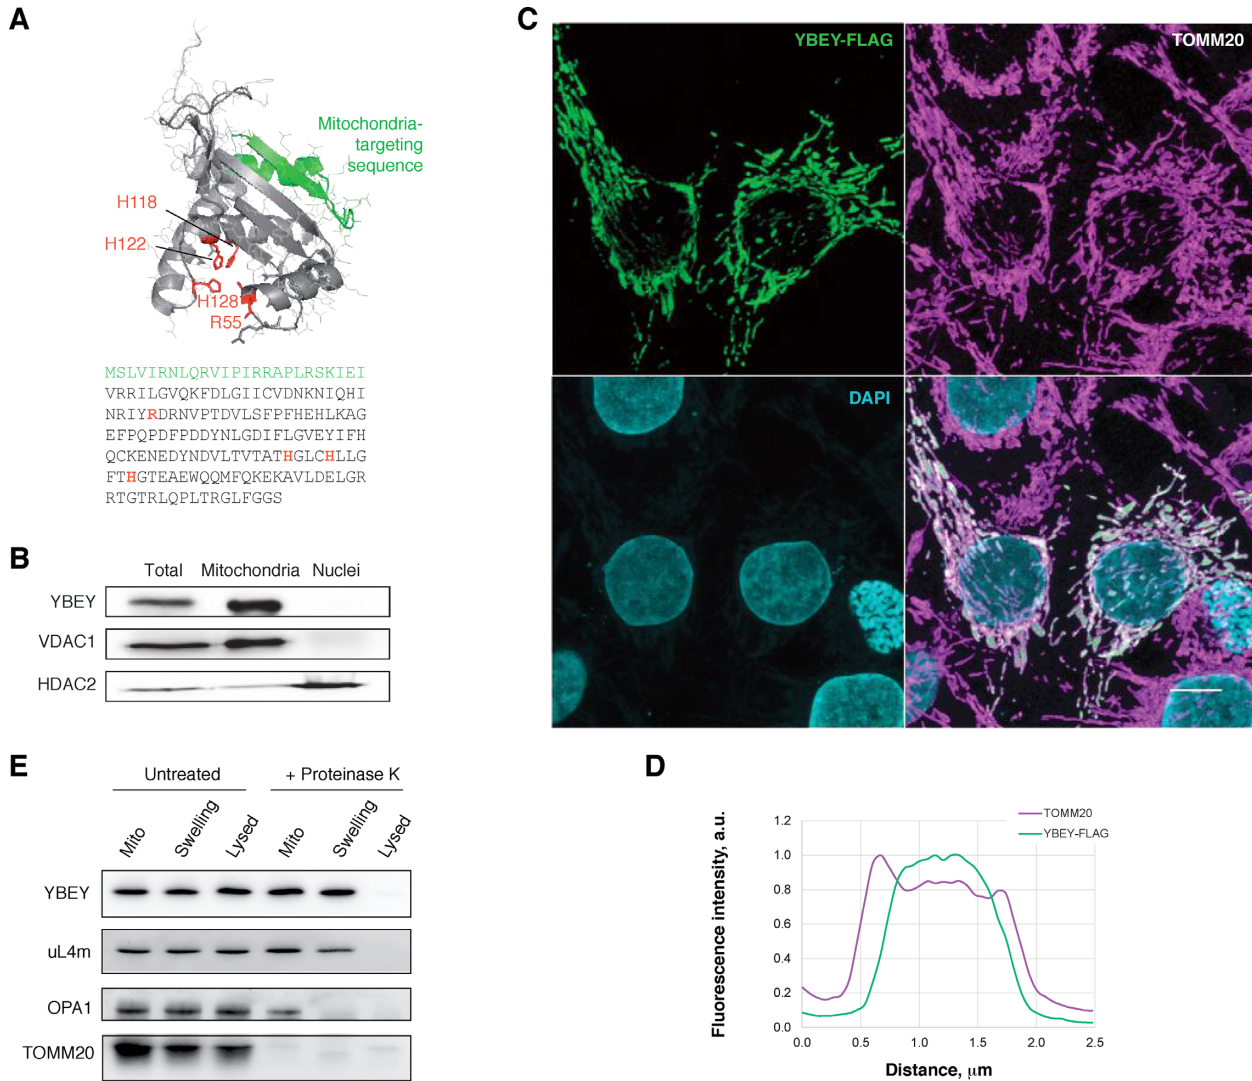 A
Mitochondria-
targeting
sequence
H118
H122
H128
R55
MSLVIRNLQRVIPIRRAPLRSKIEI
VRRILGVQKFDLGIICVDNKNIQHI
NRIYRDRNVPTDVLSFPFHEHLKAG
EFPQPDFPDDYNLGDIFLGVEYIFH
QCKENEDYNDVLTVTATHGLCHLLG
FTHGTEAEWQQMFQKEKAVLDELGR
RTGTRLQPLTRGLFGGS
B
Total Mitochondria Nuclei
YBEY
VDAC1
HDAC2
C
YBEY-FLAG
TOMM20
DAPI
E
Untreated + Proteinase K
Mito Swelling Lysed Mito Swelling Lysed
YBEY
uL4m
OPA1
TOMM20
D
TOMM20
YBEY-FLAG
Fluorescence intensity, a.u.
1.2
1.0
0.8
0.6
0.4
0.2
0.0
0.0 0.5 1.0 1.5 2.0 2.5
Distance, μm